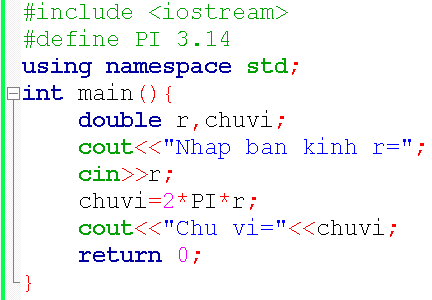 #include <iostream>
#define PI 3.14
using namespace std;
int main(){
    double r,chuvi;
    cout<<"Nhap ban kinh r=";
    cin>>r;
    chuvi=2*PI*r;
    cout<<"Chu vi="<<chuvi;
    return 0;
}